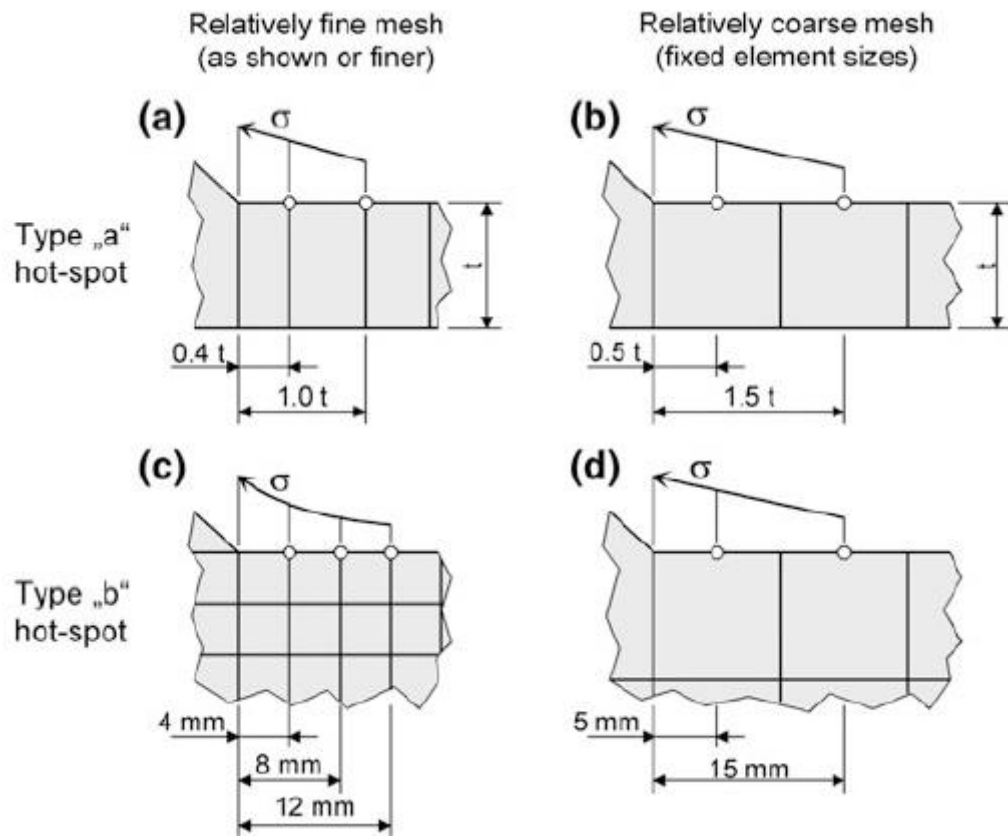 Relatively fine mesh
(as shown or finer)
Relatively coarse mesh
(fixed element sizes)
(a)
σ
(b)
σ
Type „a“
hot-spot
t
t
0.4 t
1.0 t
0.5 t
1.5 t
(c)
σ
(d)
σ
Type „b“
hot-spot
4 mm
8 mm
12 mm
5 mm
15 mm